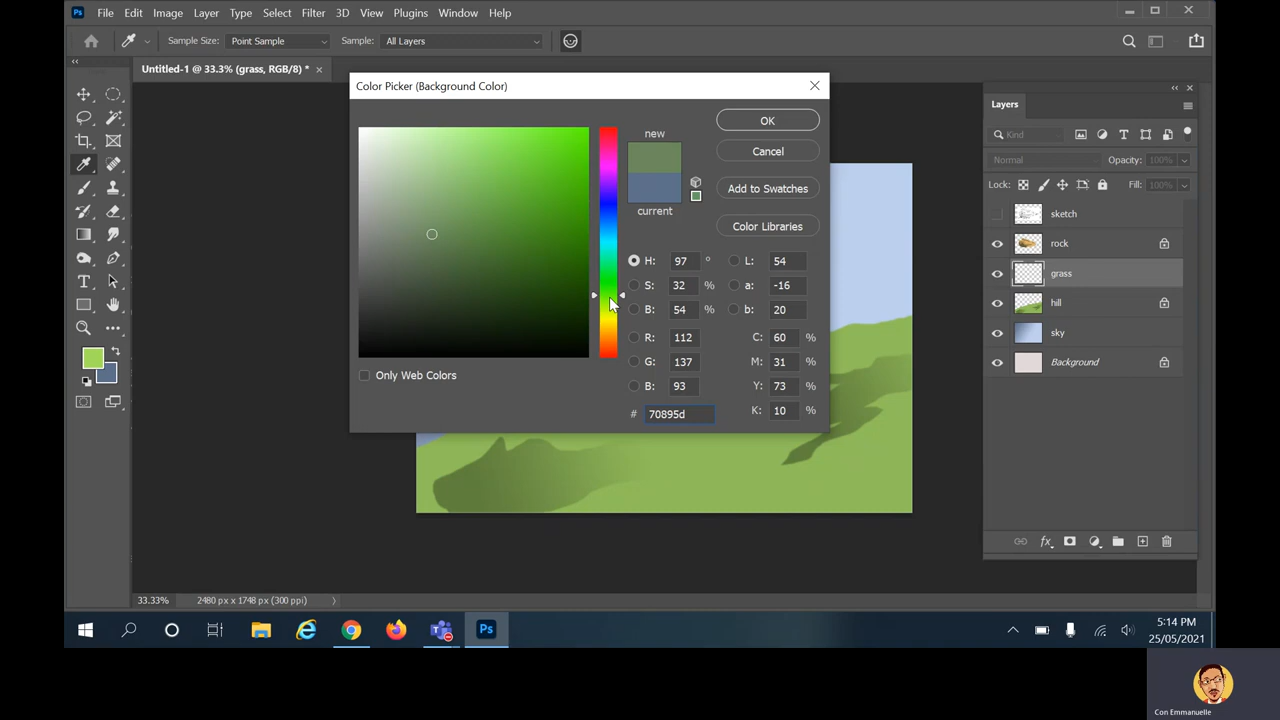 Ps File Edit Image Layer Type Select Filter 3D View Plugins Window Help
Sample Size: Point Sample Sample: All Layers
Untitled-1 @ 33.3% (grass, RGB/8) * ×
Color Picker (Background Color)
new
current
OK
Cancel
Add to Swatches
Color Libraries
H: 97 ° L: 54
S: 32 % a: -16
B: 54 % b: 20
R: 112 C: 60 %
G: 137 M: 31 %
B: 93 Y: 73 %
# 70895d K: 10 %
Only Web Colors
Layers
Kind
Normal Opacity: 100%
Lock: Fill: 100%
sketch
rock
grass
hill
sky
Background
fx
33.33% 2480 px x 1748 px (300 ppi)
Ps
5:14 PM
25/05/2021
Con Emmanuelle